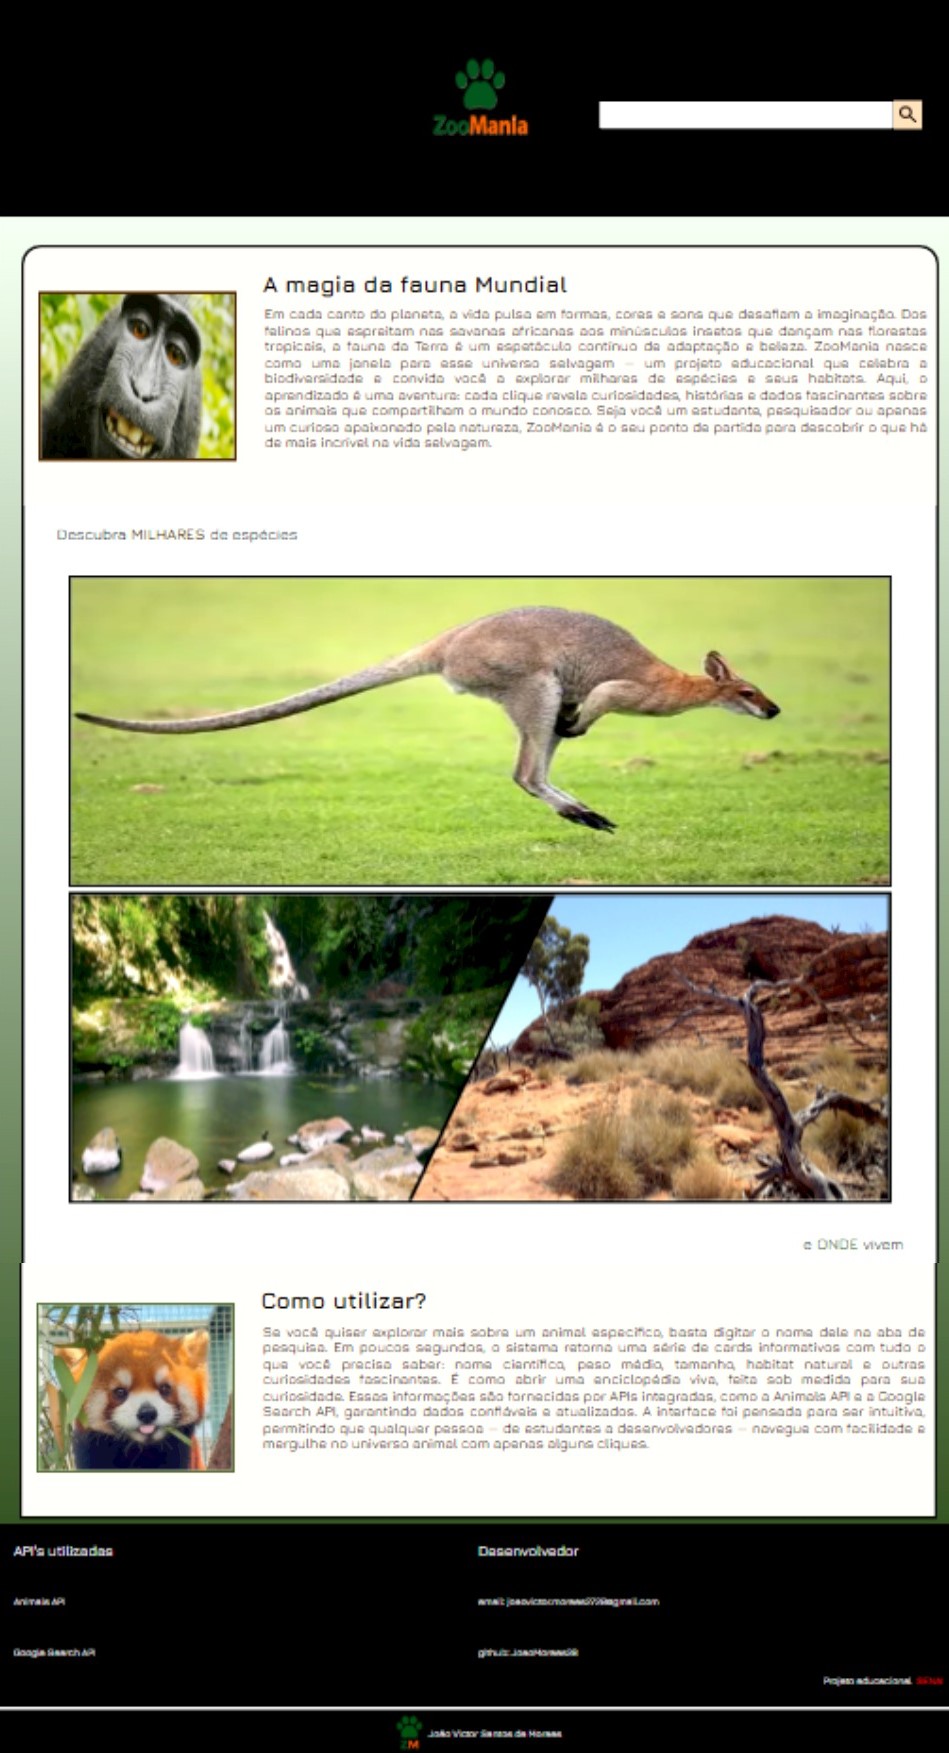 ZooMania
A magia da fauna Mundial
Em cada canto do planeta, a vida pulsa em formas, cores e sons que desafiam a imaginação. Dos
felinos que espreitam nas savanas africanas aos minúsculos insetos que dançam nas florestas
tropicais, a fauna da Terra é um espetáculo contínuo de adaptação e beleza. ZooMania nasce
como uma janela para esse universo selvagem — um projeto educacional que celebra a
biodiversidade e convida você a explorar milhares de espécies e seus habitats. Aqui, o
aprendizado é uma aventura: cada clique revela curiosidades, histórias e dados fascinantes sobre
os animais que compartilham o mundo conosco. Seja você um estudante, pesquisador ou apenas
um curioso apaixonado pela natureza, ZooMania é o seu ponto de partida para descobrir o que há
de mais incrível na vida selvagem.
Descubra MILHARES de espécies
e ONDE vivem
Como utilizar?
Se você quiser explorar mais sobre um animal específico, basta digitar o nome dele na aba de
pesquisa. Em poucos segundos, o sistema retorna uma série de cards informativos com tudo o
que você precisa saber: nome científico, peso médio, tamanho, habitat natural e outras
curiosidades fascinantes. É como abrir uma enciclopédia viva, feita sob medida para sua
curiosidade. Essas informações são fornecidas por APIs integradas, como a Animals API e a Google
Search API, garantindo dados confiáveis e atualizados. A interface foi pensada para ser intuitiva,
permitindo que qualquer pessoa — de estudantes a desenvolvedores — navegue com facilidade e
mergulhe no universo animal com apenas alguns cliques.
API's utilizadas
Desenvolvedor
Animals API
email:
Google Search API
github: JoaoMoraes28
Projeto educacional
ZM
João Victor Santos de Moraes